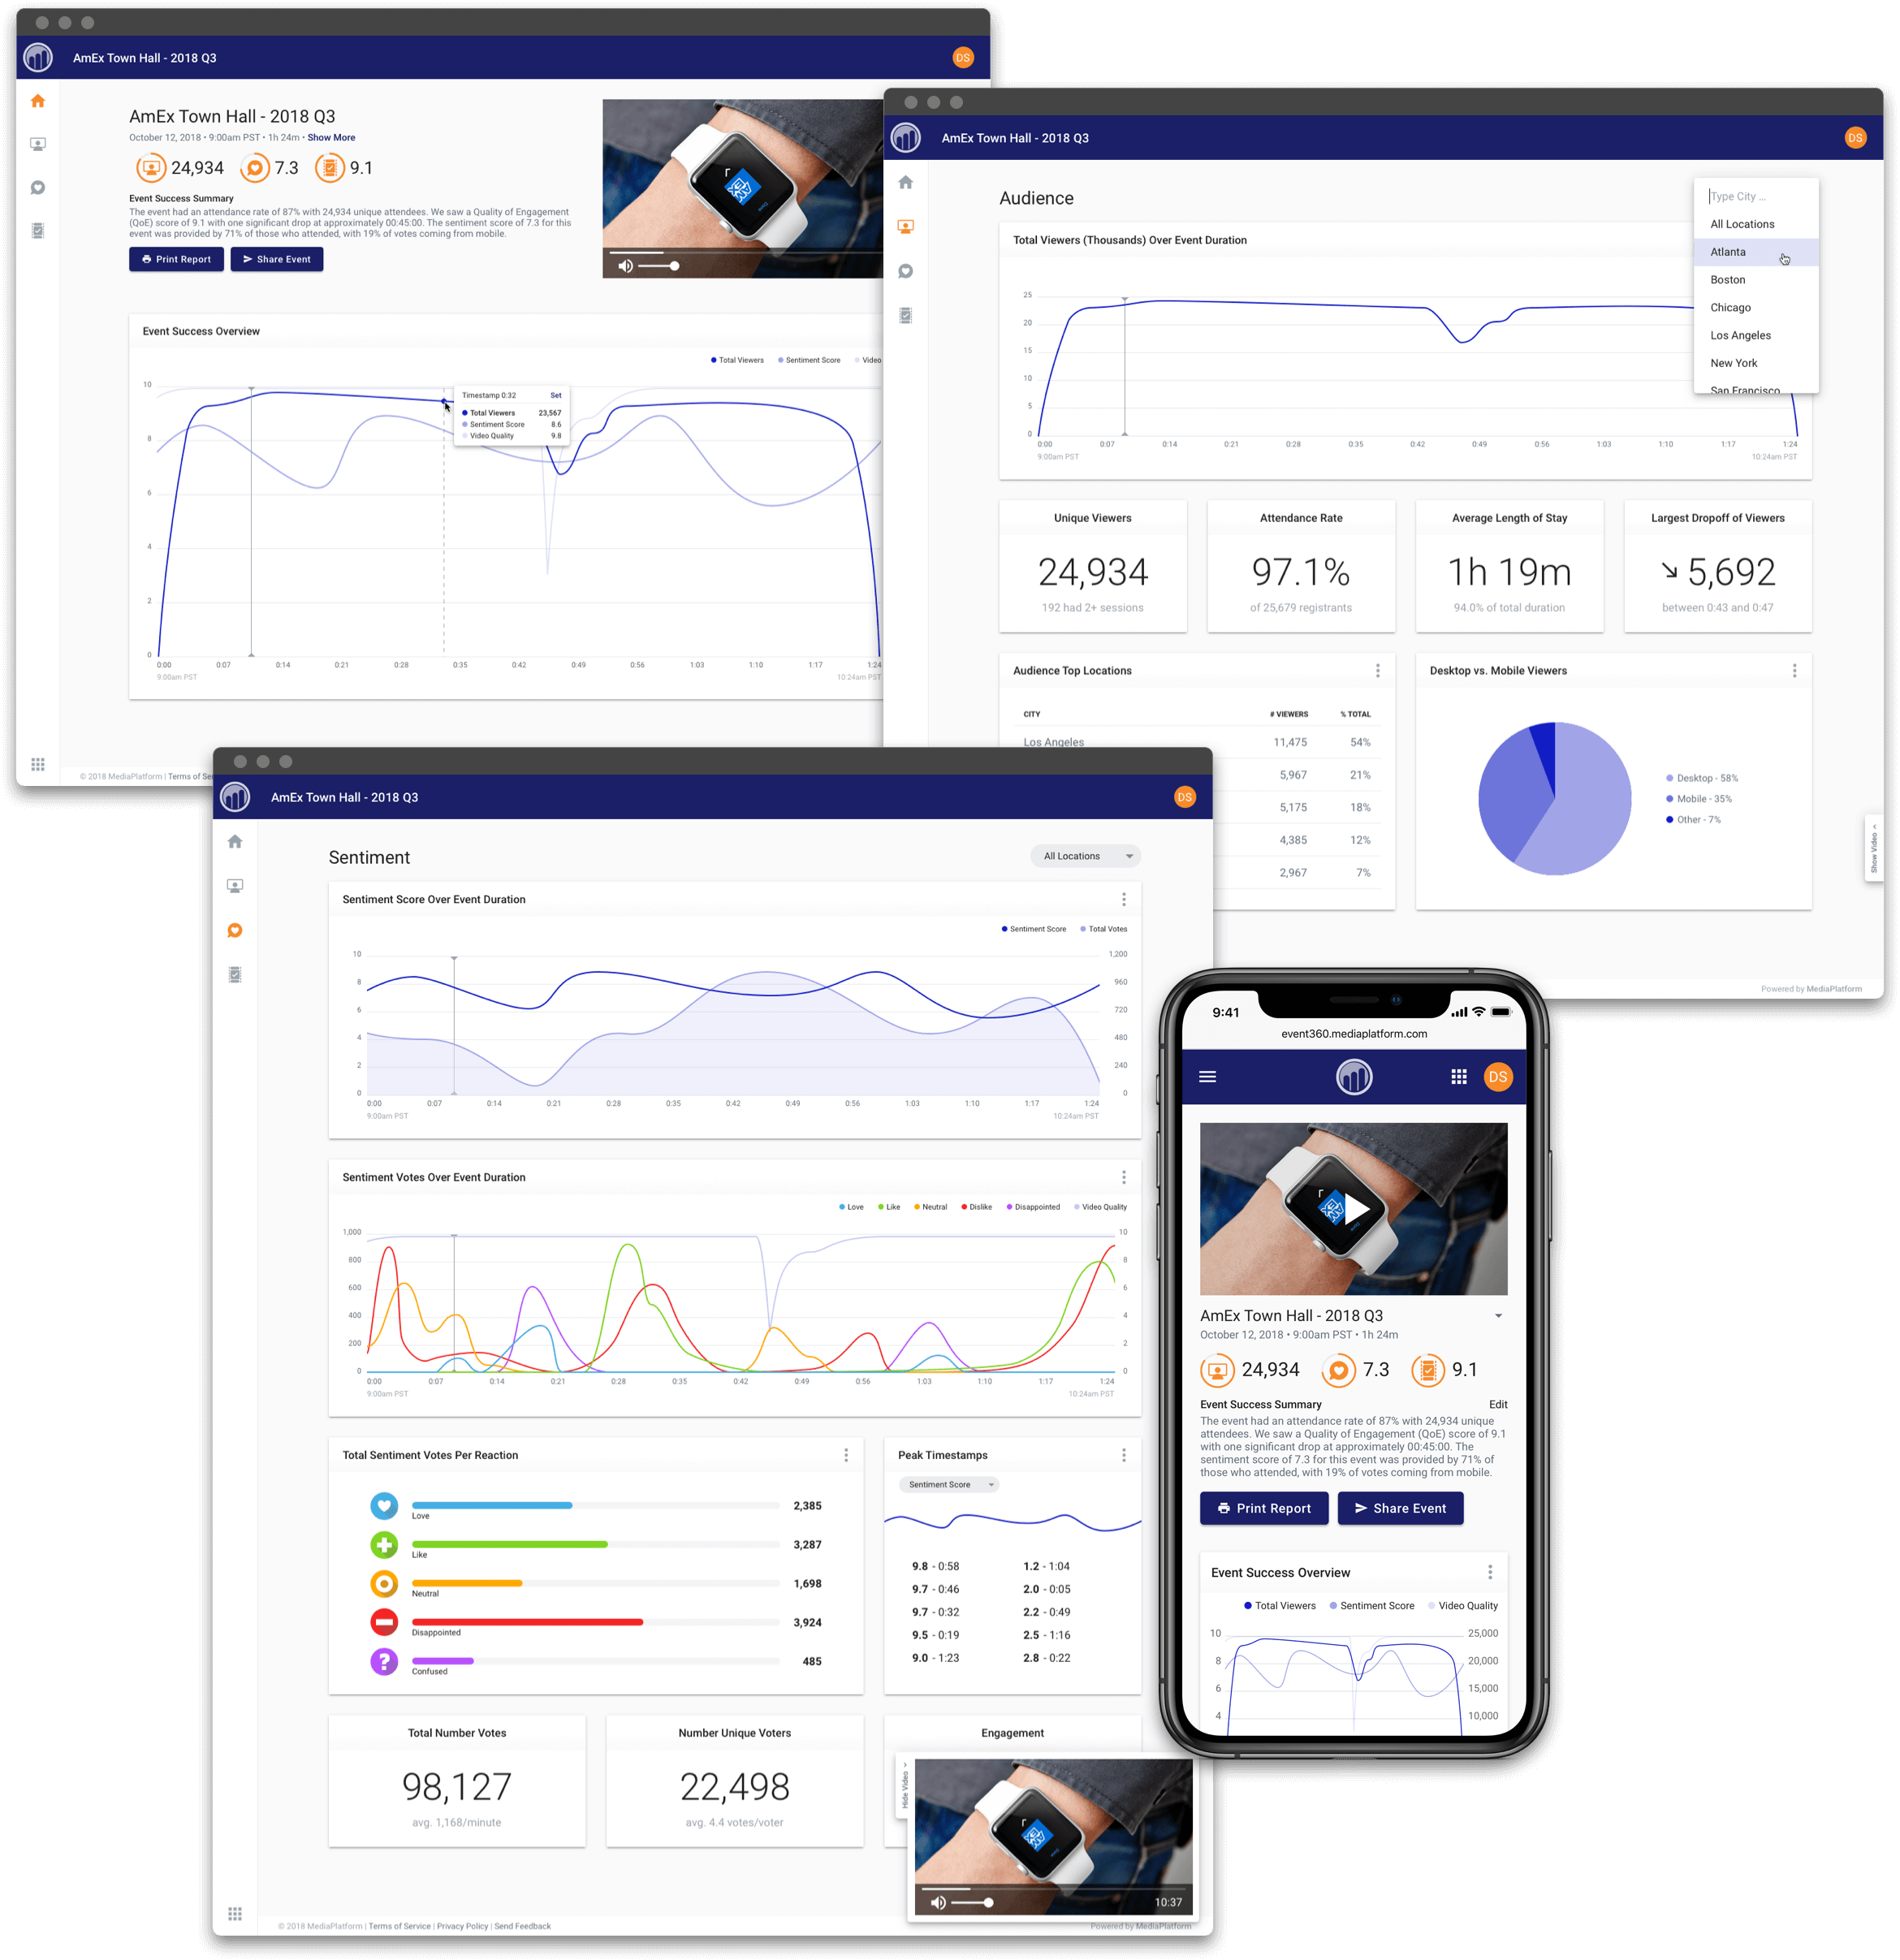 AmEx Town Hall - 2018 Q3
DS
AmEx Town Hall - 2018 Q3
October 12, 2018 • 9:00am PST • 1h 24m • Show More
24,934
7.3
9.1
Event Success Summary
The event had an attendance rate of 87% with 24,934 unique attendees. We saw a Quality of Engagement
(QoE) score of 9.1 with one significant drop at approximately 00:45:00. The sentiment score of 7.3 for this
event was provided by 71% of those who attended, with 19% of votes coming from mobile.
Print Report
Share Event
Event Success Overview
Total Viewers
Sentiment Score
Video
Timestamp 0:32 Set
Total Viewers 23,567
Sentiment Score 8.6
Video Quality 9.8
10
8
6
4
2
0
0:00 0:07 0:14 0:21 0:28 0:35 0:42 0:49 0:56 1:03 1:10 1:17 1:24
9:00am PST 10:24am PST
© 2018 MediaPlatform | Terms of Se
AmEx Town Hall - 2018 Q3
DS
Audience
Type City ...
All Locations
Atlanta
Boston
Chicago
Los Angeles
New York
San Francisco
Total Viewers (Thousands) Over Event Duration
25
20
15
10
5
0
0:00 0:07 0:14 0:21 0:28 0:35 0:42 0:49 0:56 1:03 1:10 1:17 1:24
9:00am PST 10:24am PST
Unique Viewers
24,934
192 had 2+ sessions
Attendance Rate
97.1%
of 25,679 registrants
Average Length of Stay
1h 19m
94.0% of total duration
Largest Dropoff of Viewers
5,692
between 0:43 and 0:47
Audience Top Locations
CITY # VIEWERS % TOTAL
Los Angeles 11,475 54%
5,967 21%
5,175 18%
4,385 12%
2,967 7%
Desktop vs. Mobile Viewers
Desktop - 58%
Mobile - 35%
Other - 7%
Show Video
Powered by MediaPlatform
AmEx Town Hall - 2018 Q3
DS
Sentiment
All Locations
Sentiment Score Over Event Duration
Sentiment Score
Total Votes
10 1,200
8 960
6 720
4 480
2 240
0 0
0:00 0:07 0:14 0:21 0:28 0:35 0:42 0:49 0:56 1:03 1:10 1:17 1:24
9:00am PST 10:24am PST
Sentiment Votes Over Event Duration
Love Like Neutral Dislike Disappointed Video Quality
1,000 10
800 8
600 6
400 4
200 2
0 0
0:00 0:07 0:14 0:21 0:28 0:35 0:42 0:49 0:56 1:03 1:10 1:17 1:24
9:00am PST 10:24am PST
Total Sentiment Votes Per Reaction
2,385
Love
3,287
Like
1,698
Neutral
3,924
Disappointed
485
Confused
Peak Timestamps
Sentiment Score
9.8 - 0:58 1.2 - 1:04
9.7 - 0:46 2.0 - 0:05
9.7 - 0:32 2.2 - 0:49
9.5 - 0:19 2.5 - 1:16
9.0 - 1:23 2.8 - 0:22
Total Number Votes
98,127
avg. 1,168/minute
Number Unique Voters
22,498
avg. 4.4 votes/voter
Engagement
Hide Video
10:37
© 2018 MediaPlatform | Terms of Service | Privacy Policy | Send Feedback
Powered by MediaPlatform
9:41
event360.mediaplatform.com
DS
AmEx Town Hall - 2018 Q3
October 12, 2018 • 9:00am PST • 1h 24m
24,934
7.3
9.1
Event Success Summary Edit
The event had an attendance rate of 87% with 24,934 unique
attendees. We saw a Quality of Engagement (QoE) score of 9.1
with one significant drop at approximately 00:45:00. The
sentiment score of 7.3 for this event was provided by 71% of
those who attended, with 19% of votes coming from mobile.
Print Report
Share Event
Event Success Overview
Total Viewers Sentiment Score Video Quality
10 25,000
8 20,000
6 15,000
4 10,000